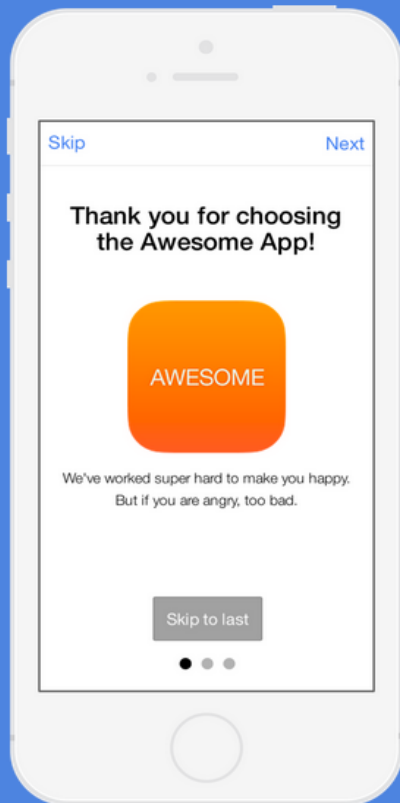 Skip
Next
Thank you for choosing
the Awesome App!
AWESOME
We've worked super hard to make you happy.
But if you are angry, too bad.
Skip to last